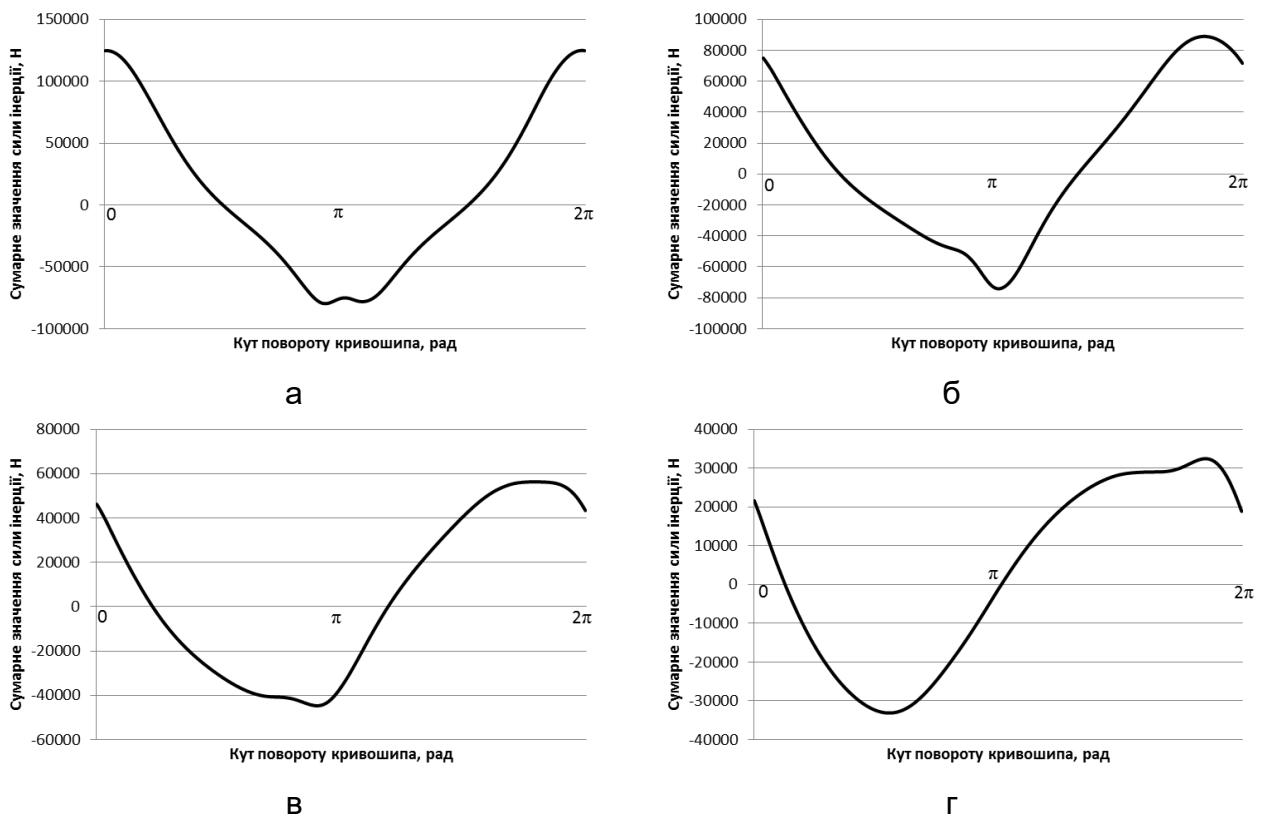 Сумарне значення сили інерції, Н
150000
100000
50000
0
-50000
-100000
0
π
2π
Кут повороту кривошипа, рад
а
Сумарне значення сили інерції, Н
100000
80000
60000
40000
20000
0
-20000
-40000
-60000
-80000
-100000
0
π
2π
Кут повороту кривошипа, рад
б
Сумарне значення сили інерції, Н
80000
60000
40000
20000
0
-20000
-40000
-60000
0
π
2π
Кут повороту кривошипа, рад
в
Сумарне значення сили інерції, Н
40000
30000
20000
10000
0
-10000
-20000
-30000
-40000
0
π
2π
Кут повороту кривошипа, рад
г